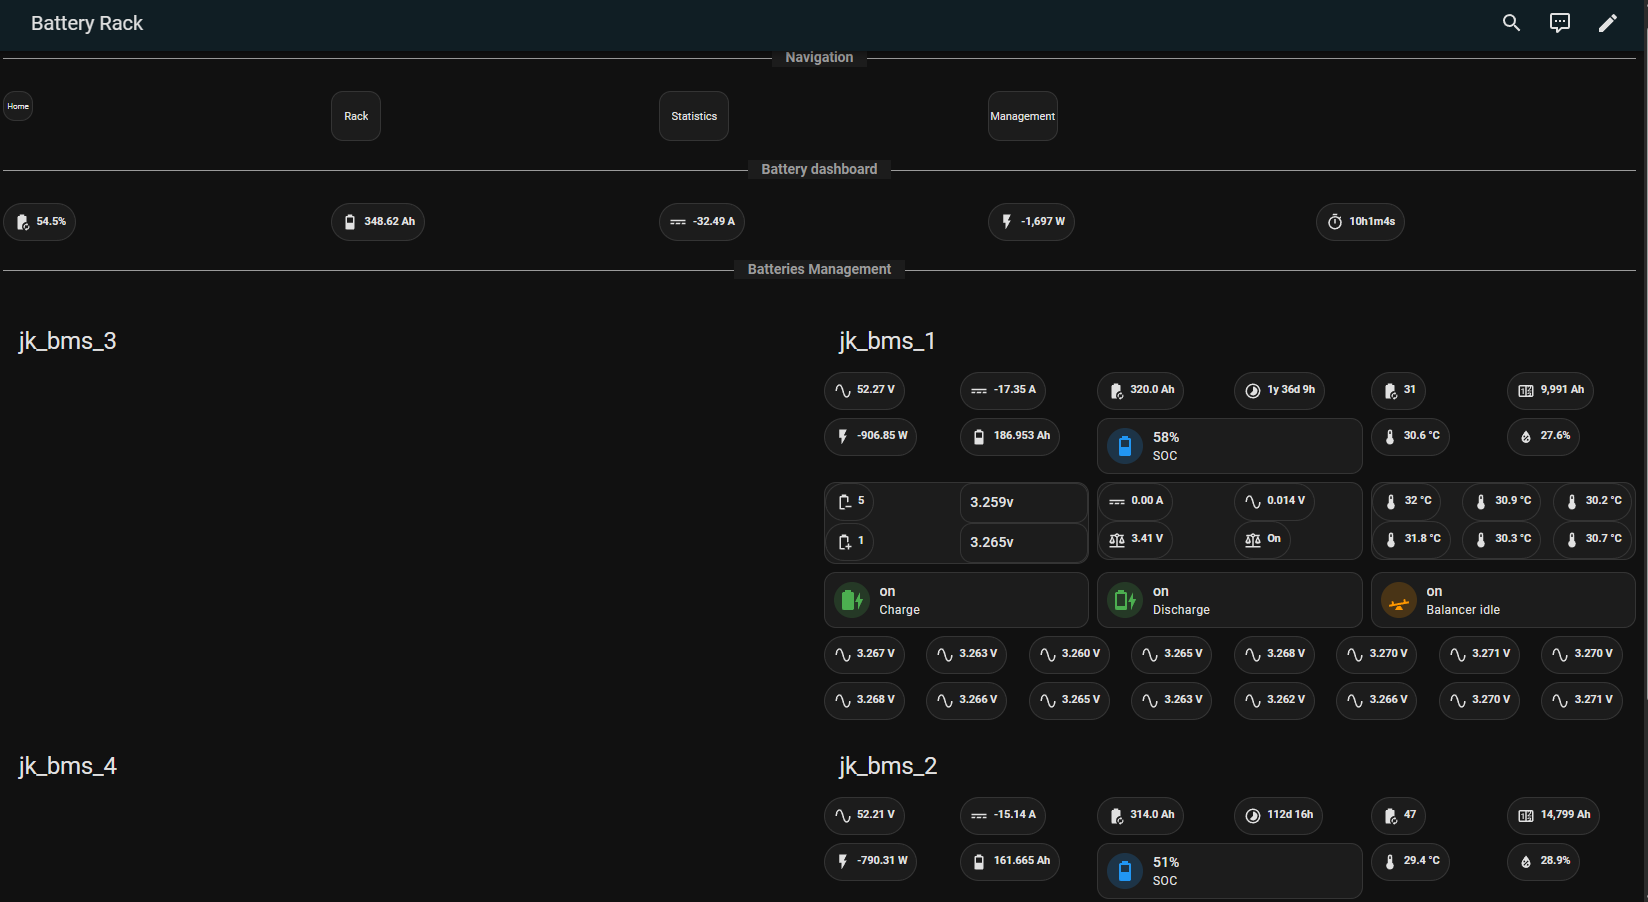 Battery Rack
Navigation
Home
Rack
Statistics
Management
Battery dashboard
54.5%
348.62 Ah
-32.49 A
-1,697 W
10h1m4s
Batteries Management
jk_bms_3
jk_bms_1
52.27 V
-17.35 A
320.0 Ah
1y 36d 9h
31
9,991 Ah
-906.85 W
186.953 Ah
58%
SOC
30.6 °C
27.6%
5
3.259v
1
3.265v
0.00 A
0.014 V
3.41 V
On
32 °C
30.9 °C
30.2 °C
31.8 °C
30.3 °C
30.7 °C
on
Charge
on
Discharge
on
Balancer idle
3.267 V
3.263 V
3.260 V
3.265 V
3.268 V
3.270 V
3.271 V
3.270 V
3.268 V
3.266 V
3.265 V
3.263 V
3.262 V
3.266 V
3.270 V
3.271 V
jk_bms_4
jk_bms_2
52.21 V
-15.14 A
314.0 Ah
112d 16h
47
14,799 Ah
-790.31 W
161.665 Ah
51%
SOC
29.4 °C
28.9%